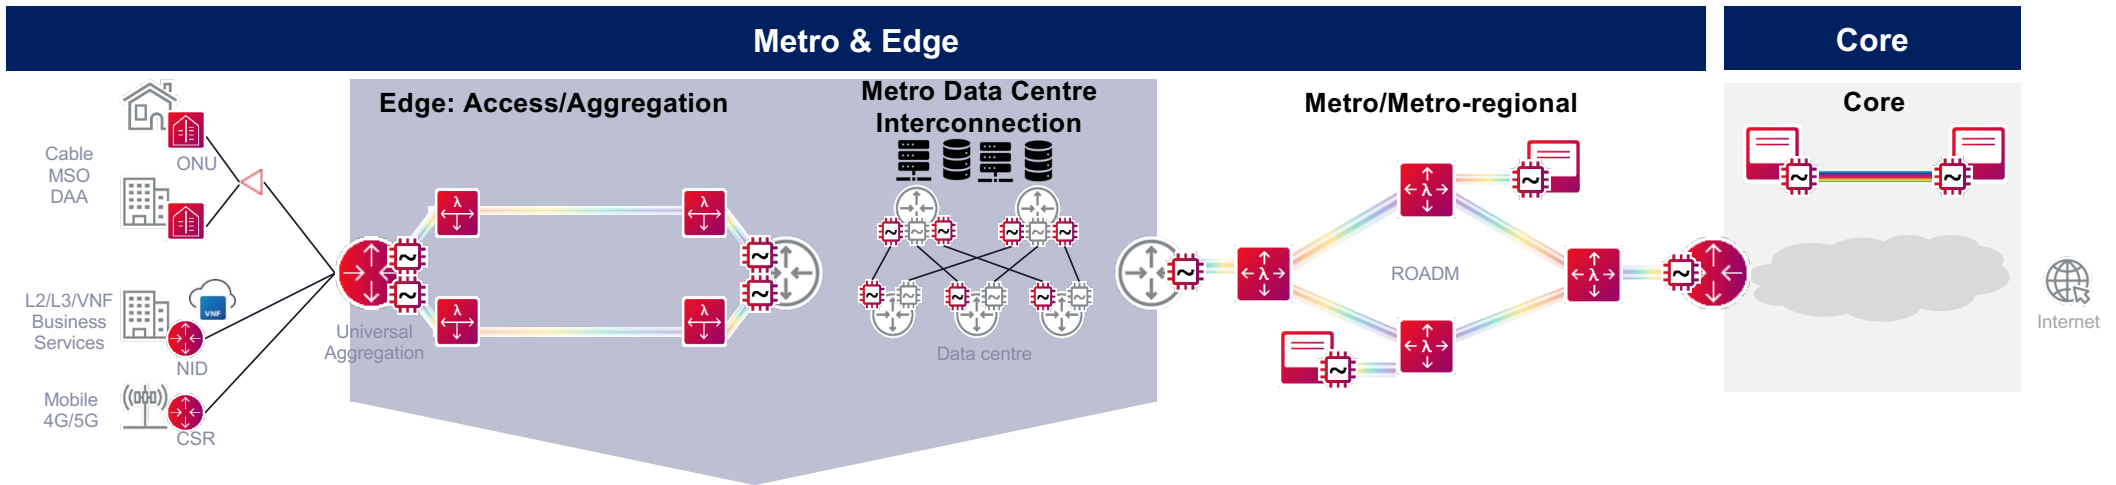 Metro & Edge
Core
Edge: Access/Aggregation
Metro Data Centre
Interconnection
Metro/Metro-regional
Core
Cable
MSO
DAA
ONU
L2/L3/VNF
Business
Services
VNF
NID
Mobile
4G/5G
CSR
Universal
Aggregation
λ
λ
λ
λ
Data centre
λ
λ
ROADM
λ
λ
Internet